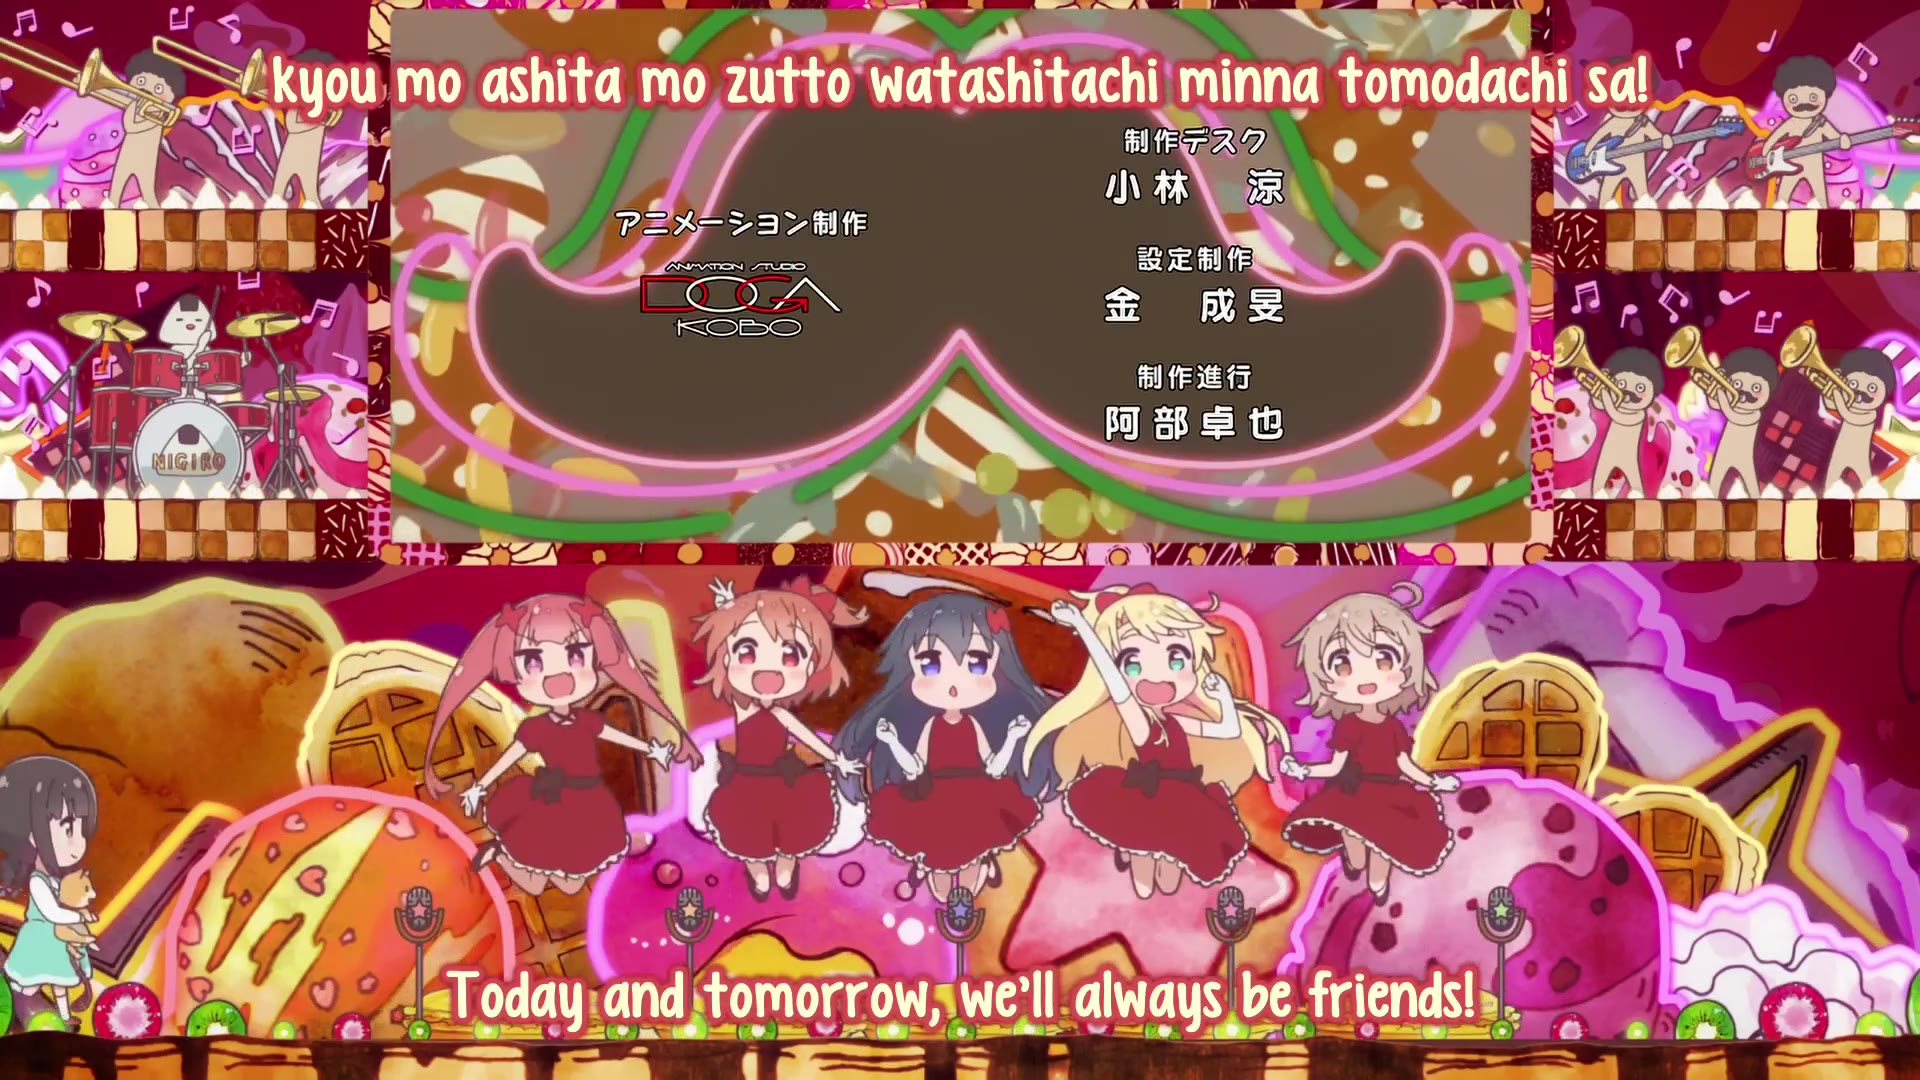 kyou mo ashita mo zutto watashitachi minna tomodachi sa!
アニメーション制作
ANIMATION STUDIO
DOGA
KOBO
制作デスク
小林 涼
設定制作
金 成旻
制作進行
阿部卓也
NIGIRO
Today and tomorrow, we'll always be friends!